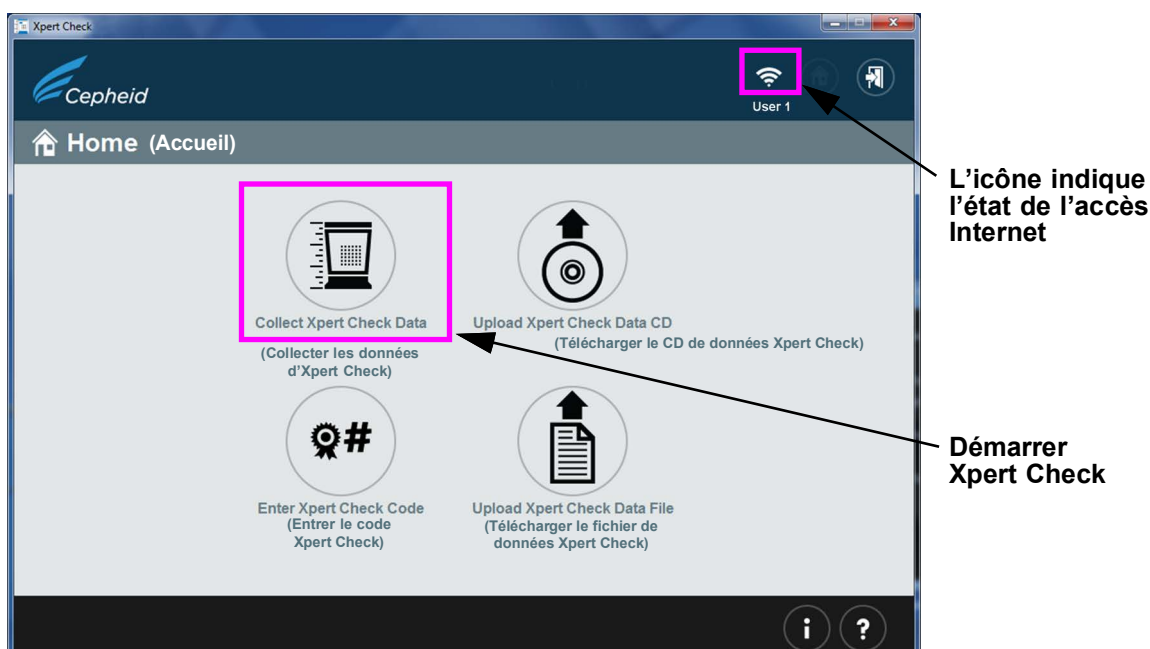 Xpert Check
Cepheid
User 1
Home (Accueil)
L'icône indique
l'état de l'accès
Internet
Collect Xpert Check Data
(Collecter les données
d'Xpert Check)
Upload Xpert Check Data CD
(Télécharger le CD de données Xpert Check)
Démarrer
Xpert Check
#
Enter Xpert Check Code
(Entrer le code
Xpert Check)
Upload Xpert Check Data File
(Télécharger le fichier de
données Xpert Check)
i ?